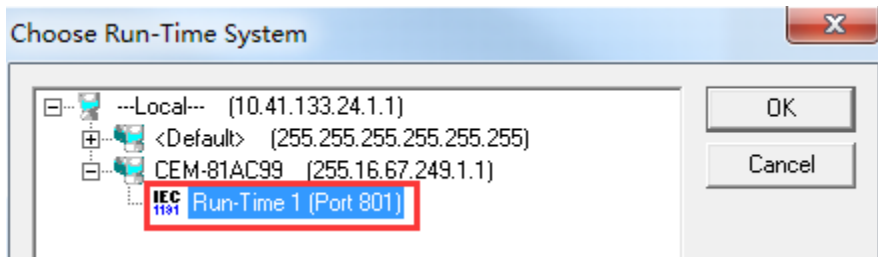 Choose Run-Time System
---Local--- (10.41.133.24.1.1)
OK
<Default> (255.255.255.255.255.255)
CEM-81AC99 (255.16.67.249.1.1)
Cancel
IEC
1131
Run-Time 1 (Port 801)